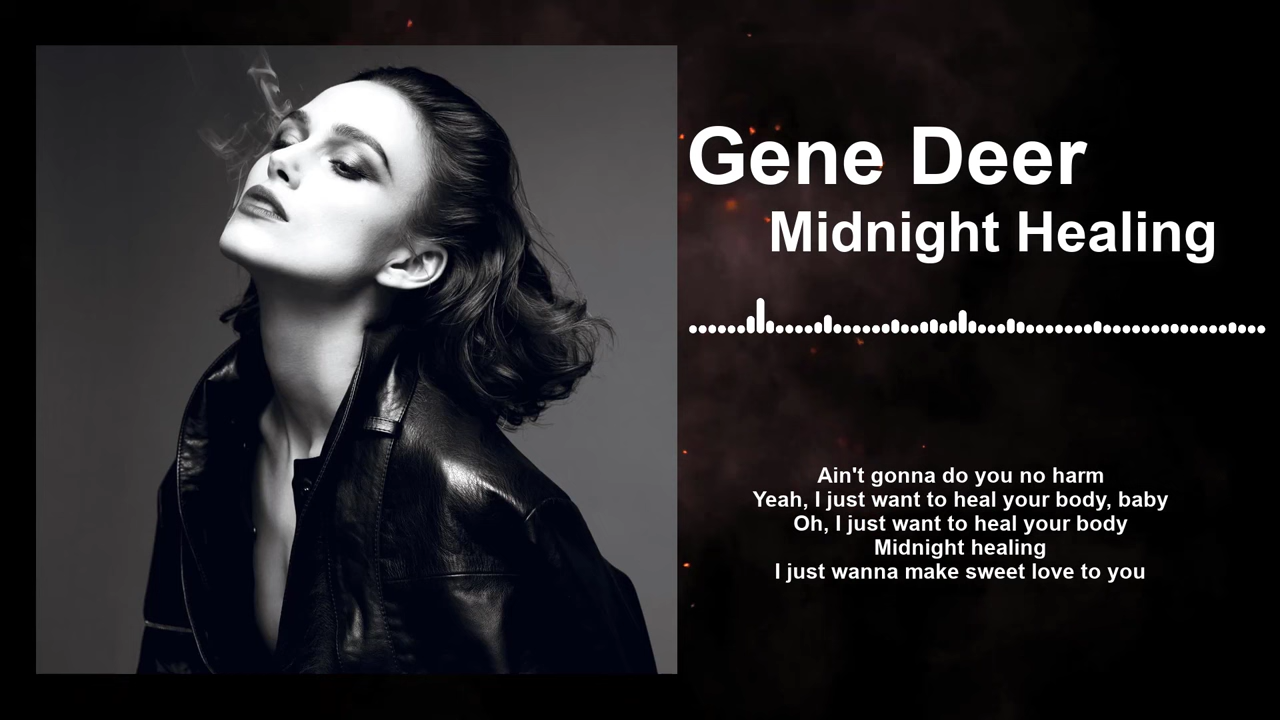 Gene Deer
Midnight Healing
Ain't gonna do you no harm
Yeah, I just want to heal your body, baby
Oh, I just want to heal your body
Midnight healing
I just wanna make sweet love to you